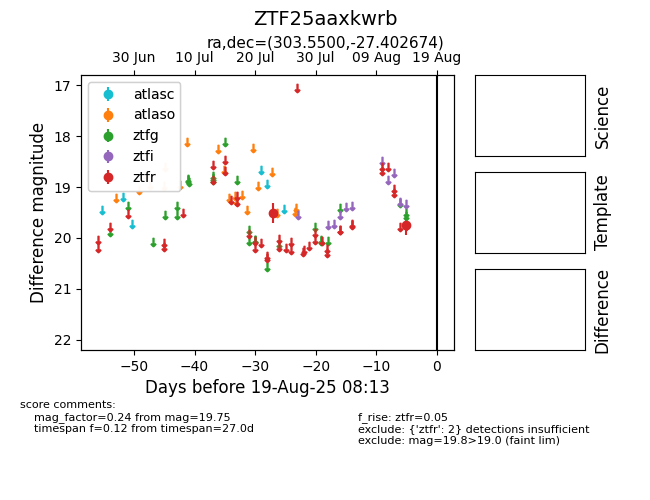 ZTF25aaxkwrb
ra,dec=(303.5500,-27.402674)
30 Jun 10 Jul 20 Jul 30 Jul 09 Aug 19 Aug
17
18
19
20
21
22
Difference magnitude
atlasc
atlaso
ztfg
ztfi
ztfr
−50 −40 −30 −20 −10 0
Days before 19-Aug-25 08:13
Science
Template
Difference
score comments:
mag_factor=0.24 from mag=19.75
timespan f=0.12 from timespan=27.0d
f_rise: ztfr=0.05
exclude: {'ztfr': 2} detections insufficient
exclude: mag=19.8>19.0 (faint lim)